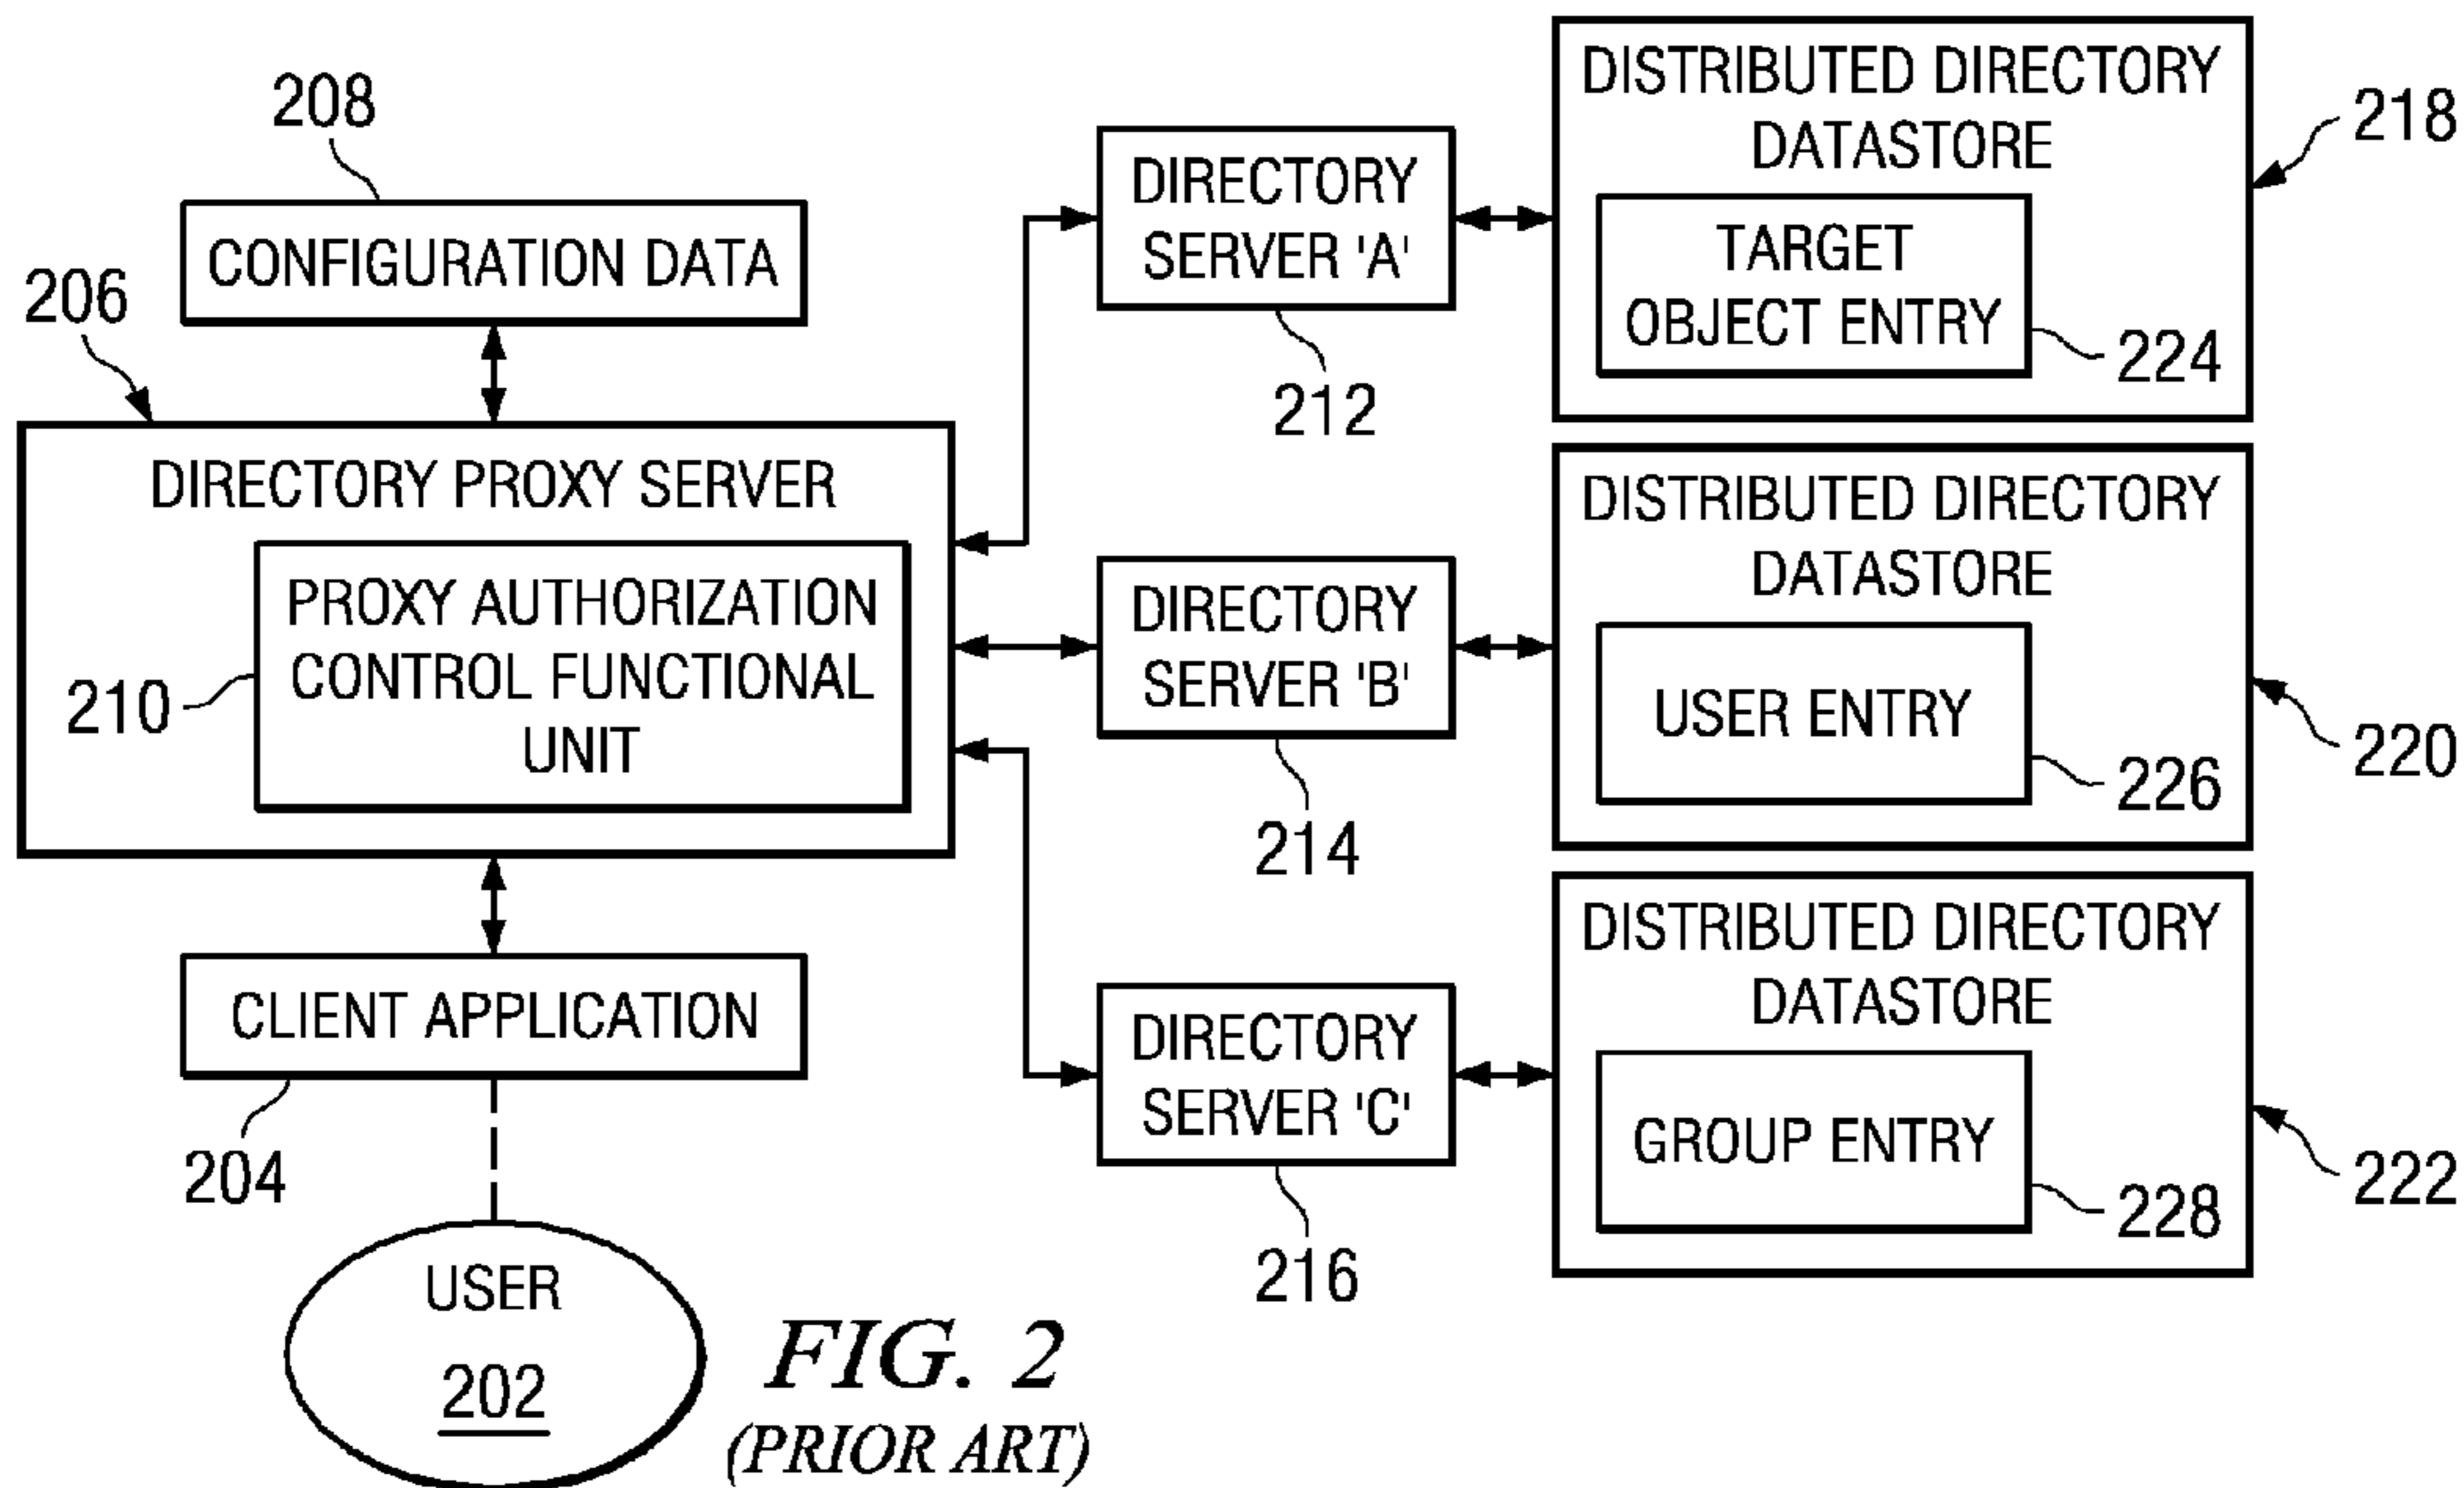 208
CONFIGURATION DATA
206
DIRECTORY PROXY SERVER
PROXY AUTHORIZATION
CONTROL FUNCTIONAL
UNIT
210
CLIENT APPLICATION
204
USER
202
DIRECTORY
SERVER 'A'
212
DIRECTORY
SERVER 'B'
214
DIRECTORY
SERVER 'C'
216
DISTRIBUTED DIRECTORY
DATASTORE
TARGET
OBJECT ENTRY
224
218
DISTRIBUTED DIRECTORY
DATASTORE
USER ENTRY
226
220
DISTRIBUTED DIRECTORY
DATASTORE
GROUP ENTRY
228
222
FIG. 2
(PRIOR ART)